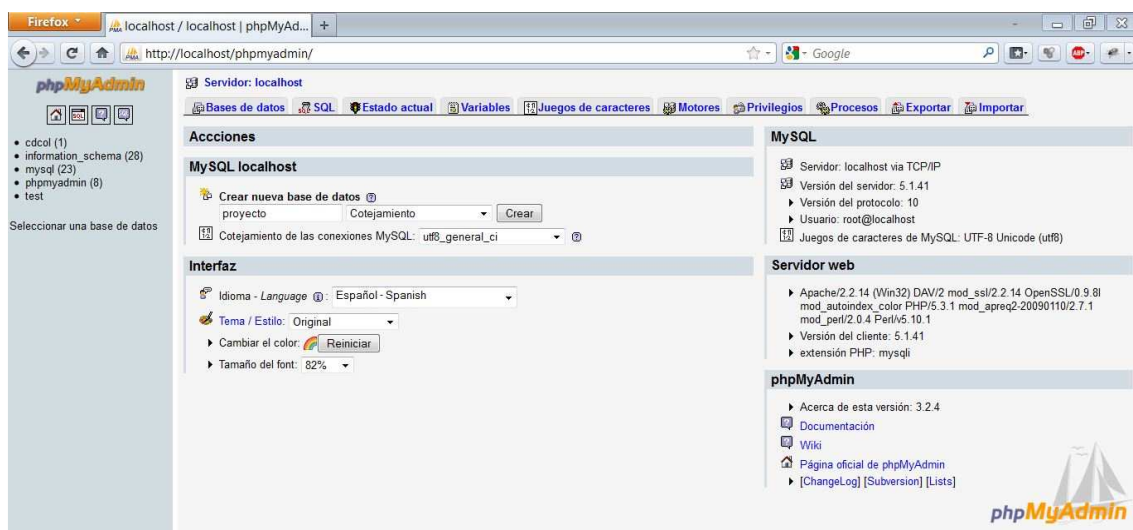 Firefox
localhost / localhost | phpMyAd...
http://localhost/phpmyadmin/
Google
phpMyAdmin
cdcol (1)
information_schema (28)
mysql (23)
phpmyadmin (8)
test
Seleccionar una base de datos
Servidor: localhost
Bases de datos SQL Estado actual Variables Juegos de caracteres Motores Privilegios Procesos Exportar Importar
Accciones
MySQL localhost
Crear nueva base de datos
proyecto Cotejamiento Crear
Cotejamiento de las conexiones MySQL: utf8_general_ci
Interfaz
Idioma - Language : Español - Spanish
Tema / Estilo: Original
Cambiar el color: Reiniciar
Tamaño del font: 82%
MySQL
Servidor: localhost via TCP/IP
Versión del servidor: 5.1.41
Versión del protocolo: 10
Usuario: root@localhost
Juegos de caracteres de MySQL: UTF-8 Unicode (utf8)
Servidor web
Apache/2.2.14 (Win32) DAV/2 mod_ssl/2.2.14 OpenSSL/0.9.8l
mod_autoindex_color PHP/5.3.1 mod_apreq2-20090110/2.7.1
mod_perl/2.0.4 Perl/v5.10.1
Versión del cliente: 5.1.41
extensión PHP: mysqli
phpMyAdmin
Acerca de esta versión: 3.2.4
Documentación
Wiki
Página oficial de phpMyAdmin
[ChangeLog] [Subversion] [Lists]
phpMyAdmin